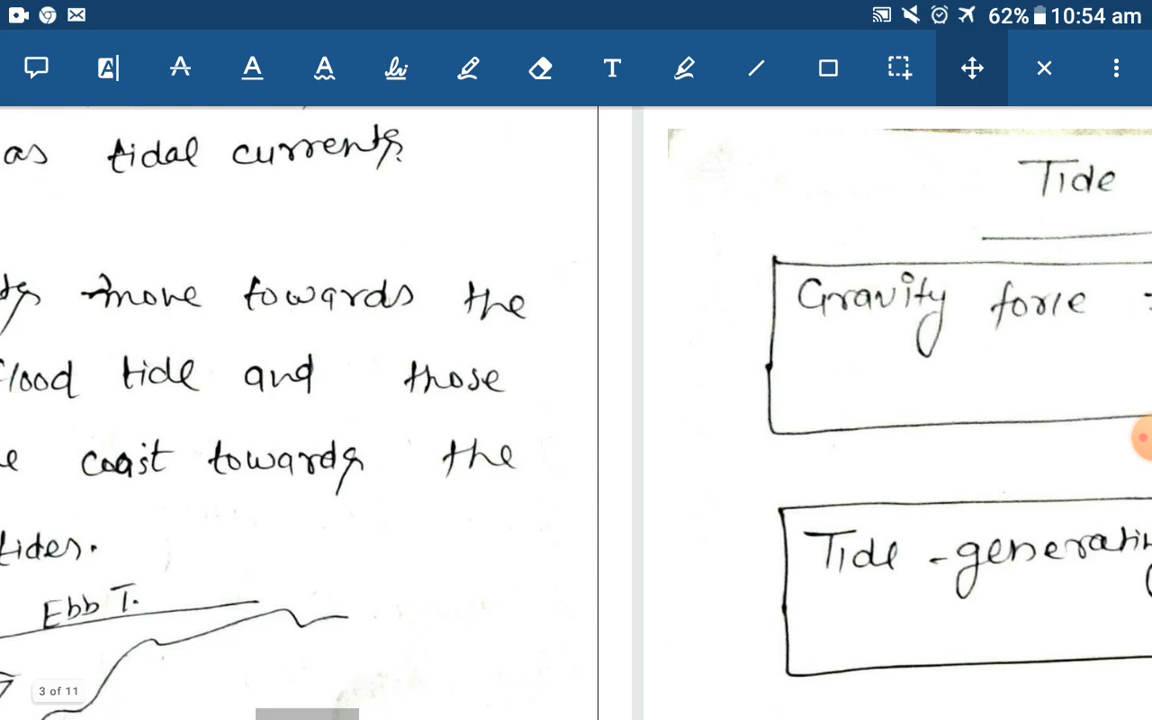 62% 10:54 am
as tidal currents.
move towards the
flood tide and those
coast towards the
tides.
Ebb T.
3 of 11
Tide
Gravity force
Tide - generatin